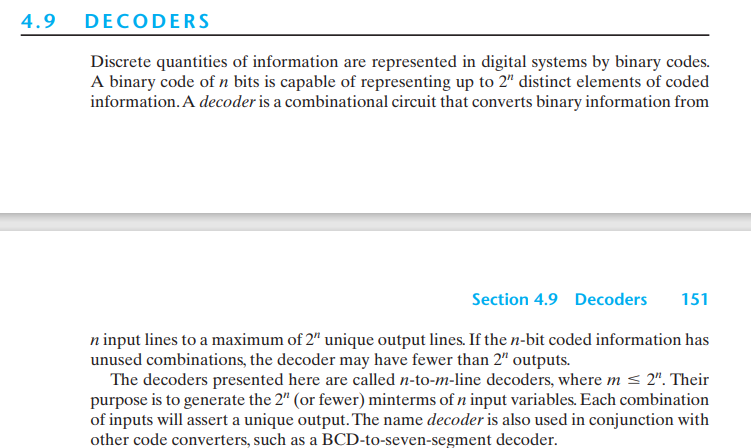 4.9 DECODERS
Discrete quantities of information are represented in digital systems by binary codes.
A binary code of n bits is capable of representing up to 2ⁿ distinct elements of coded
information. A decoder is a combinational circuit that converts binary information from
Section 4.9 Decoders 151
n input lines to a maximum of 2ⁿ unique output lines. If the n-bit coded information has
unused combinations, the decoder may have fewer than 2ⁿ outputs.
The decoders presented here are called n-to-m-line decoders, where m ≤ 2ⁿ. Their
purpose is to generate the 2ⁿ (or fewer) minterms of n input variables. Each combination
of inputs will assert a unique output. The name decoder is also used in conjunction with
other code converters, such as a BCD-to-seven-segment decoder.